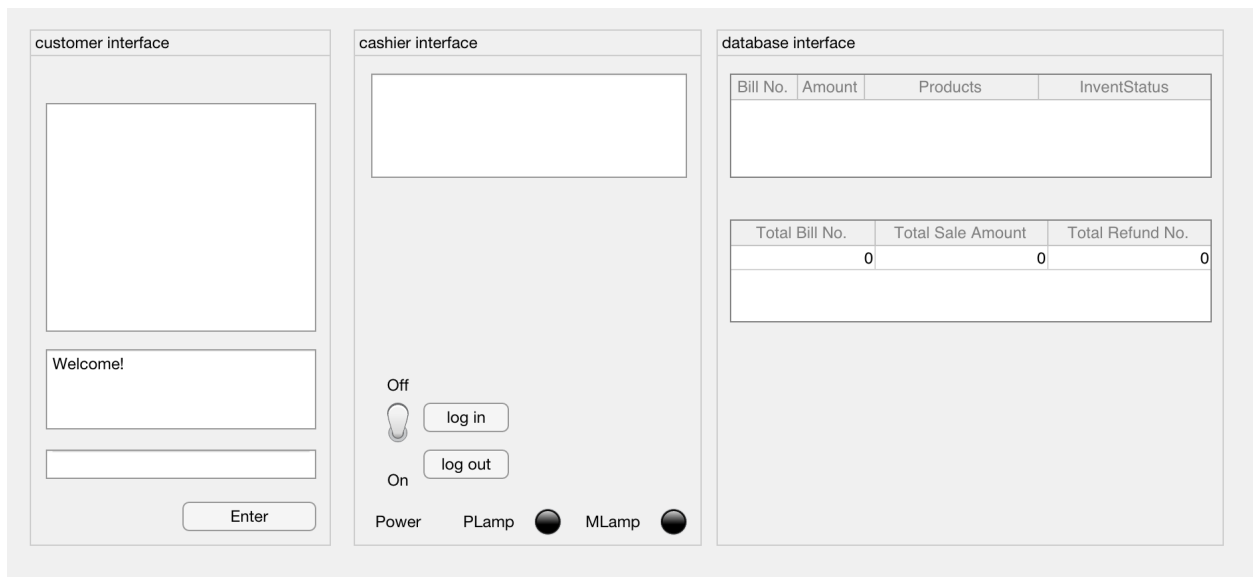 customer interface
Welcome!
Enter
cashier interface
Off
log in
log out
On
Power PLamp MLamp
database interface
Bill No. Amount Products InventStatus
Total Bill No. Total Sale Amount Total Refund No.
0 0 0